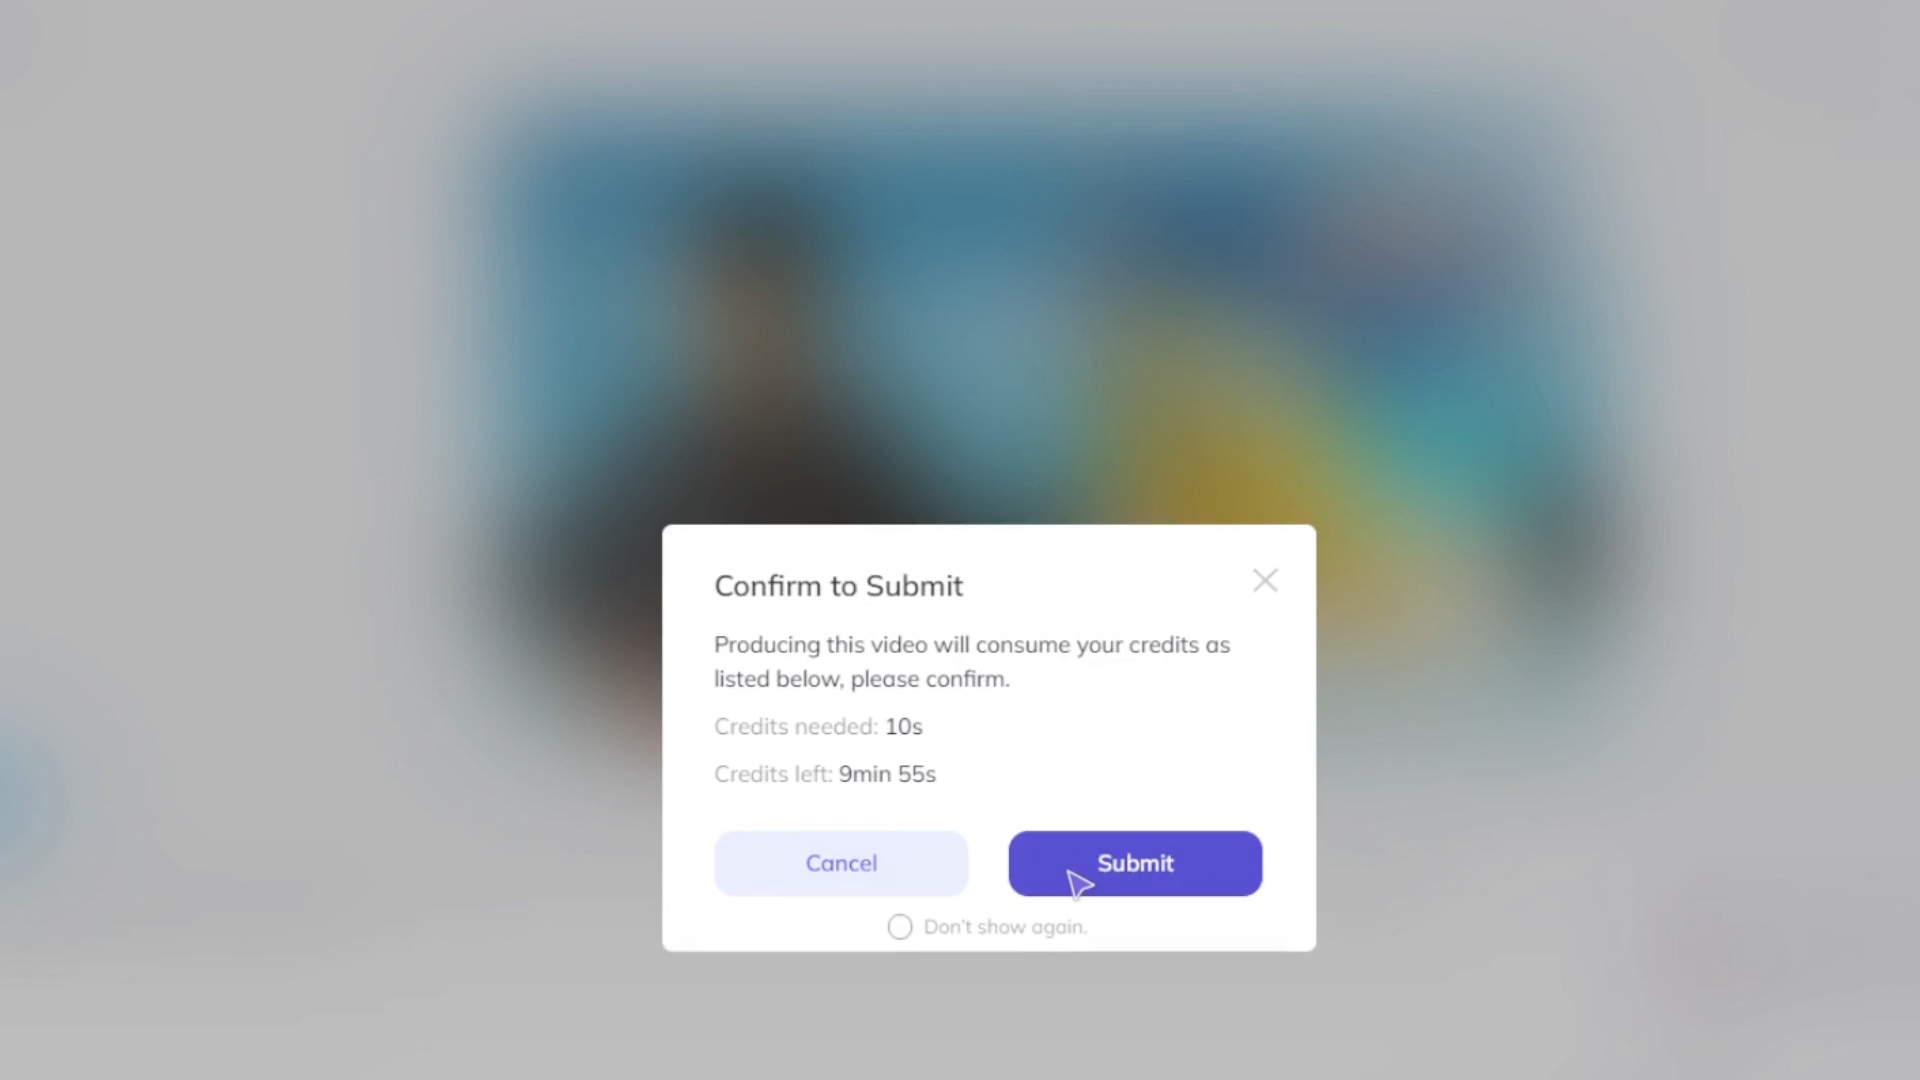 Confirm to Submit
Producing this video will consume your credits as
listed below, please confirm.
Credits needed: 10s
Credits left: 9min 55s
Cancel
Submit
Don't show again.